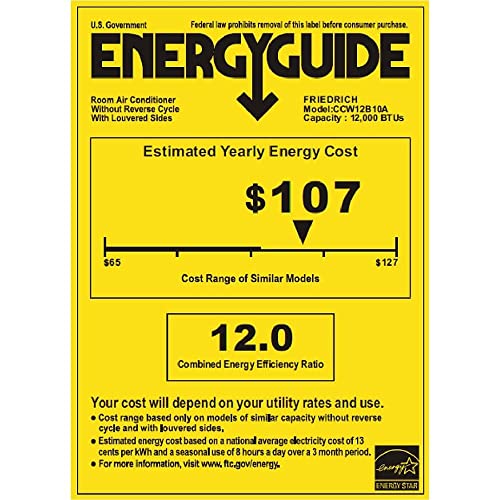 U.S. Government Federal law prohibits removal of this label before consumer purchase.
ENERGYGUIDE
Room Air Conditioner
Without Reverse Cycle
With Louvered Sides
FRIEDRICH
Model:CCW12B10A
Capacity : 12,000 BTUs
Estimated Yearly Energy Cost
$107
$65 $127
Cost Range of Similar Models
12.0
Combined Energy Efficiency Ratio
Your cost will depend on your utility rates and use.
• Cost range based only on models of similar capacity without reverse
cycle and with louvered sides.
• Estimated energy cost based on a national average electricity cost of 13
cents per kWh and a seasonal use of 8 hours a day over a 3 month period.
• For more information, visit www. ftc.gov/energy.
energy
ENERGY STAR